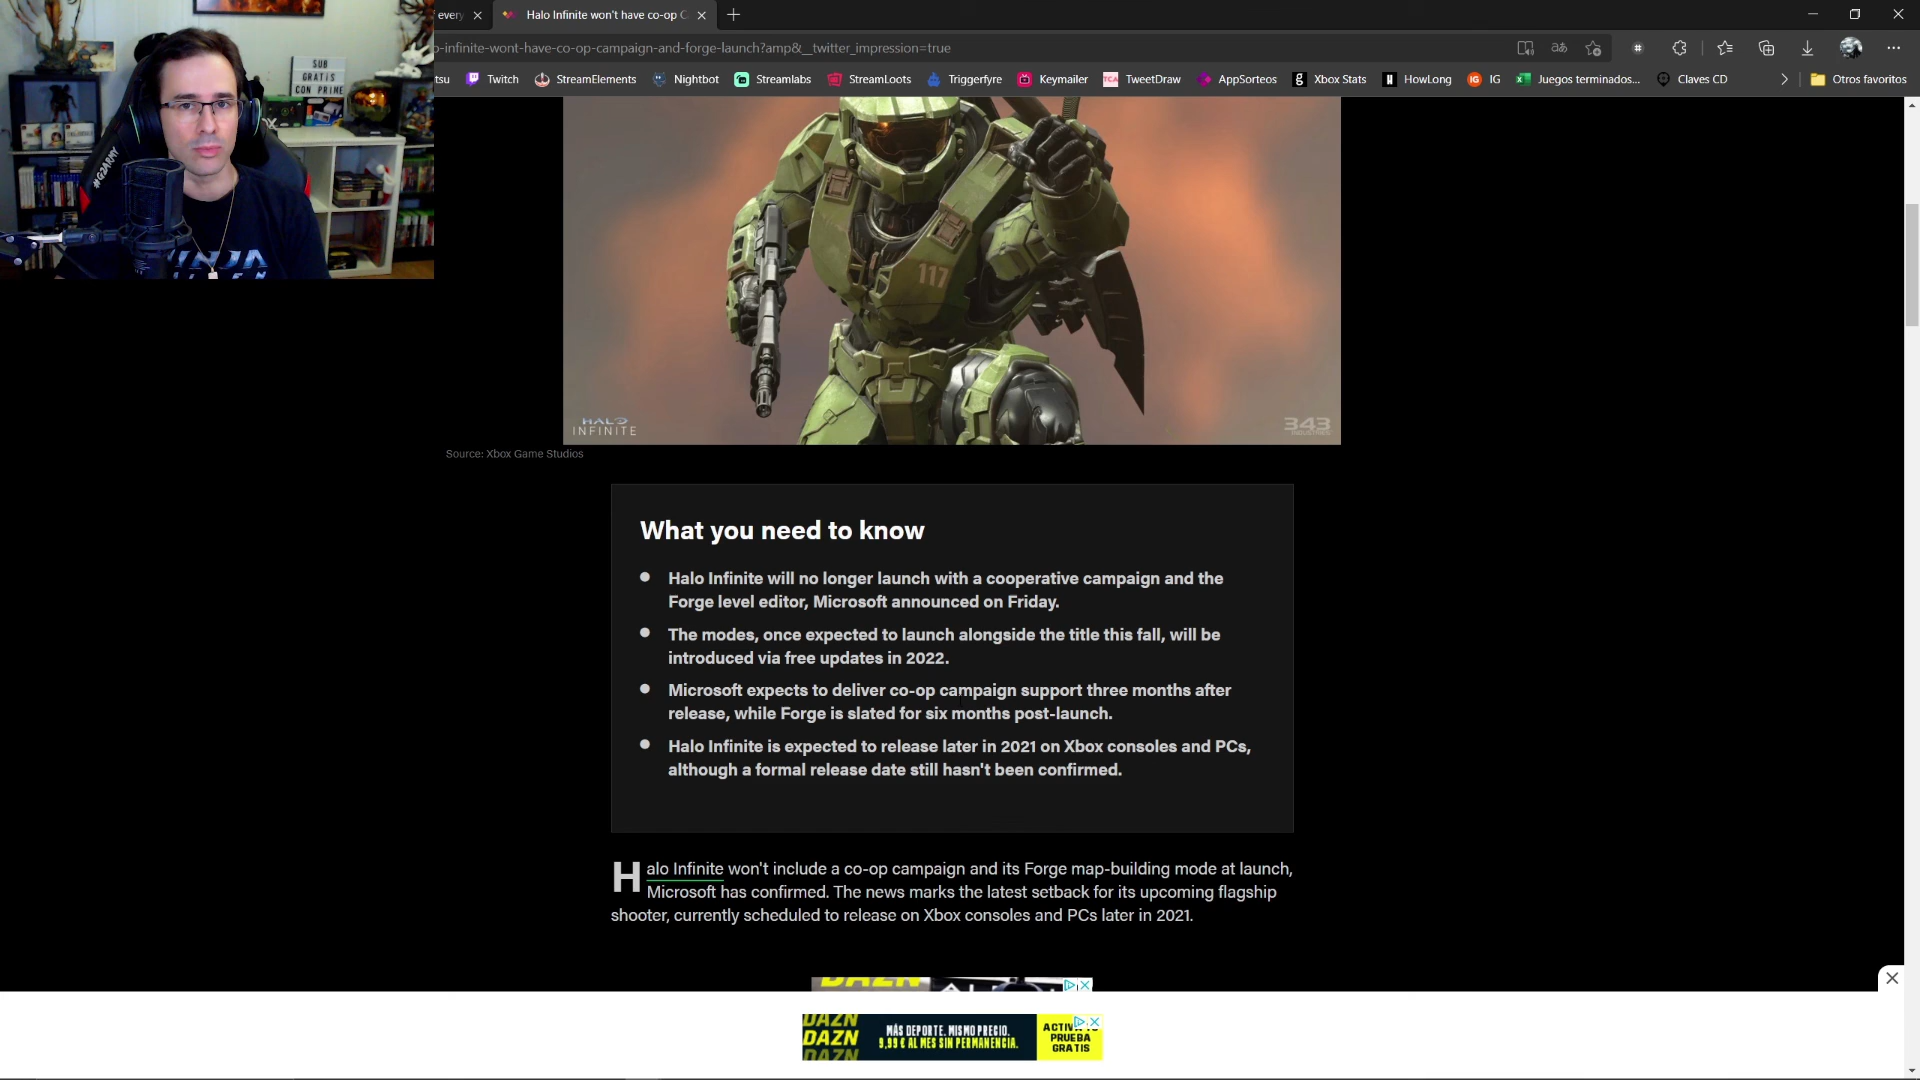 every
Halo Infinite won't have co-op C
o-infinite-wont-have-co-op-campaign-and-forge-launch?amp&__twitter_impression=true
tsu Twitch StreamElements Nightbot Streamlabs StreamLoots Triggerfyre Keymailer TweetDraw AppSorteos Xbox Stats HowLong IG Juegos terminados... Claves CD Otros favoritos
SUB
GRATIS
CON PRIME
#G2ARMY
NINJA
117
HALO
INFINITE
343
INDUSTRIES
Source: Xbox Game Studios
What you need to know
Halo Infinite will no longer launch with a cooperative campaign and the
Forge level editor, Microsoft announced on Friday.
The modes, once expected to launch alongside the title this fall, will be
introduced via free updates in 2022.
Microsoft expects to deliver co-op campaign support three months after
release, while Forge is slated for six months post-launch.
Halo Infinite is expected to release later in 2021 on Xbox consoles and PCs,
although a formal release date still hasn't been confirmed.
Halo Infinite won't include a co-op campaign and its Forge map-building mode at launch,
Microsoft has confirmed. The news marks the latest setback for its upcoming flagship
shooter, currently scheduled to release on Xbox consoles and PCs later in 2021.
DAZN
DAZN
DAZN
DAZN
MÁS DEPORTE. MISMO PRECIO.
9,99 € AL MES SIN PERMANENCIA.
PRUEBA
GRATIS